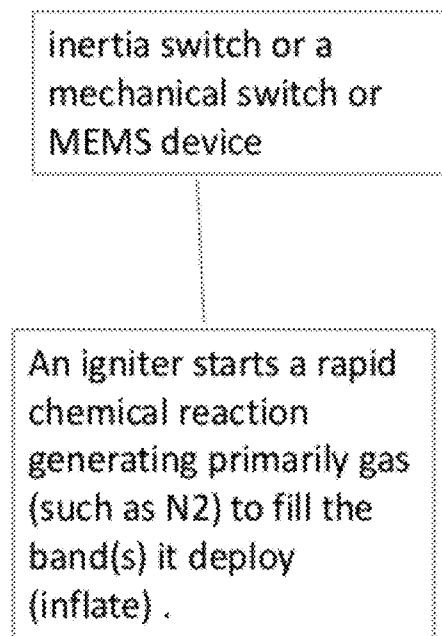 inertia switch or a
mechanical switch or
MEMS device
An igniter starts a rapid
chemical reaction
generating primarily gas
(such as N2) to fill the
band(s) it deploy
(inflate) .